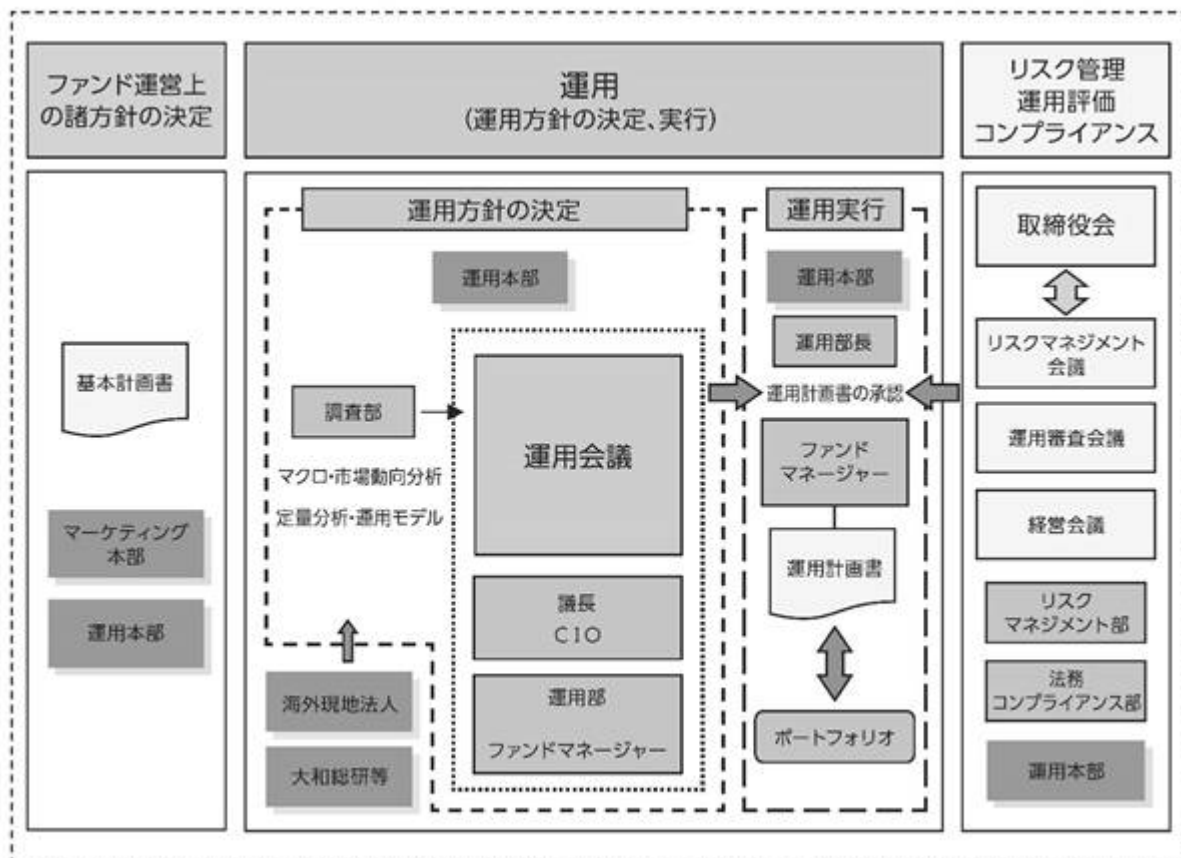 ファンド運営上
の諸方針の決定
運用
(運用方針の決定、実行)
リスク管理
運用評価
コンプライアンス
基本計画書
マーケティング
本部
運用本部
運用方針の決定
運用本部
調査部
マクロ・市場動向分析
定量分析・運用モデル
運用会議
議長
CIO
運用部
ファンドマネージャー
海外現地法人
大和総研等
運用実行
運用本部
運用部長
運用計画書の承認
ファンド
マネージャー
運用計画書
ポートフォリオ
取締役会
リスクマネジメント
会議
運用審査会議
経営会議
リスク
マネジメント部
法務
コンプライアンス部
運用本部